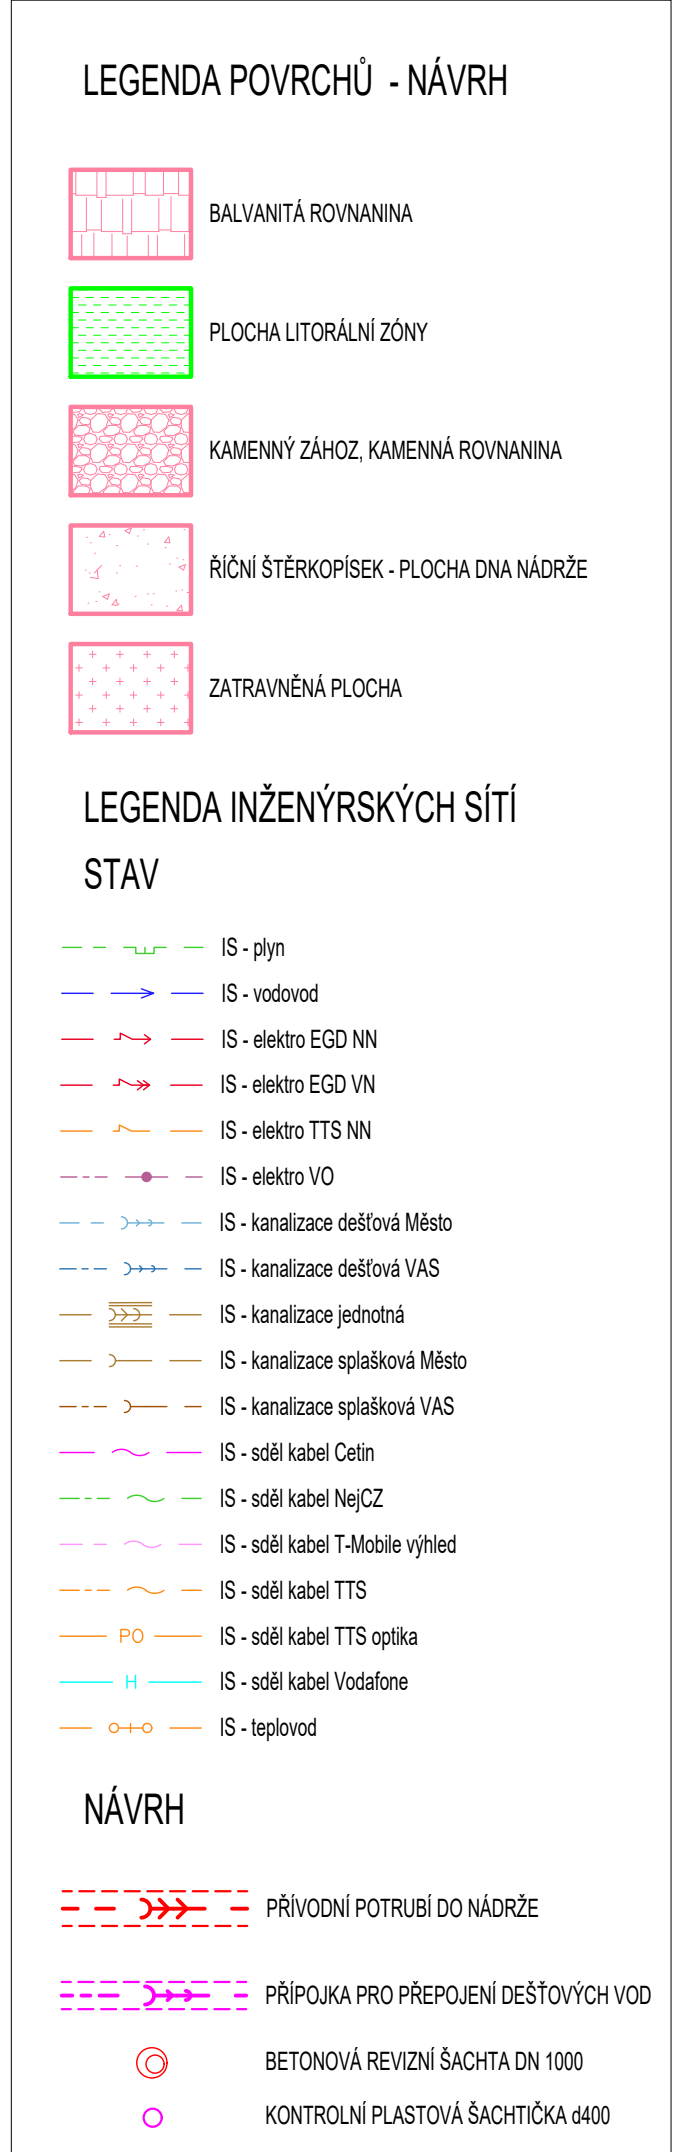 LEGENDA POVRCHŮ - NÁVRH
BALVANITÁ ROVNANINA
PLOCHA LITORÁLNÍ ZÓNY
KAMENNÝ ZÁHOZ, KAMENNÁ ROVNANINA
ŘÍČNÍ ŠTĚRKOPÍSEK - PLOCHA DNA NÁDRŽE
ZATRAVNĚNÁ PLOCHA
LEGENDA INŽENÝRSKÝCH SÍTÍ
STAV
IS - plyn
IS - vodovod
IS - elektro EGD NN
IS - elektro EGD VN
IS - elektro TTS NN
IS - elektro VO
IS - kanalizace dešťová Město
IS - kanalizace dešťová VAS
IS - kanalizace jednotná
IS - kanalizace splašková Město
IS - kanalizace splašková VAS
IS - sděl kabel Cetin
IS - sděl kabel NejCZ
IS - sděl kabel T-Mobile výhled
IS - sděl kabel TTS
PO IS - sděl kabel TTS optika
H IS - sděl kabel Vodafone
IS - teplovod
NÁVRH
PŘÍVODNÍ POTRUBÍ DO NÁDRŽE
PŘÍPOJKA PRO PŘEPOJENÍ DEŠŤOVÝCH VOD
BETONOVÁ REVIZNÍ ŠACHTA DN 1000
KONTROLNÍ PLASTOVÁ ŠACHTIČKA d400